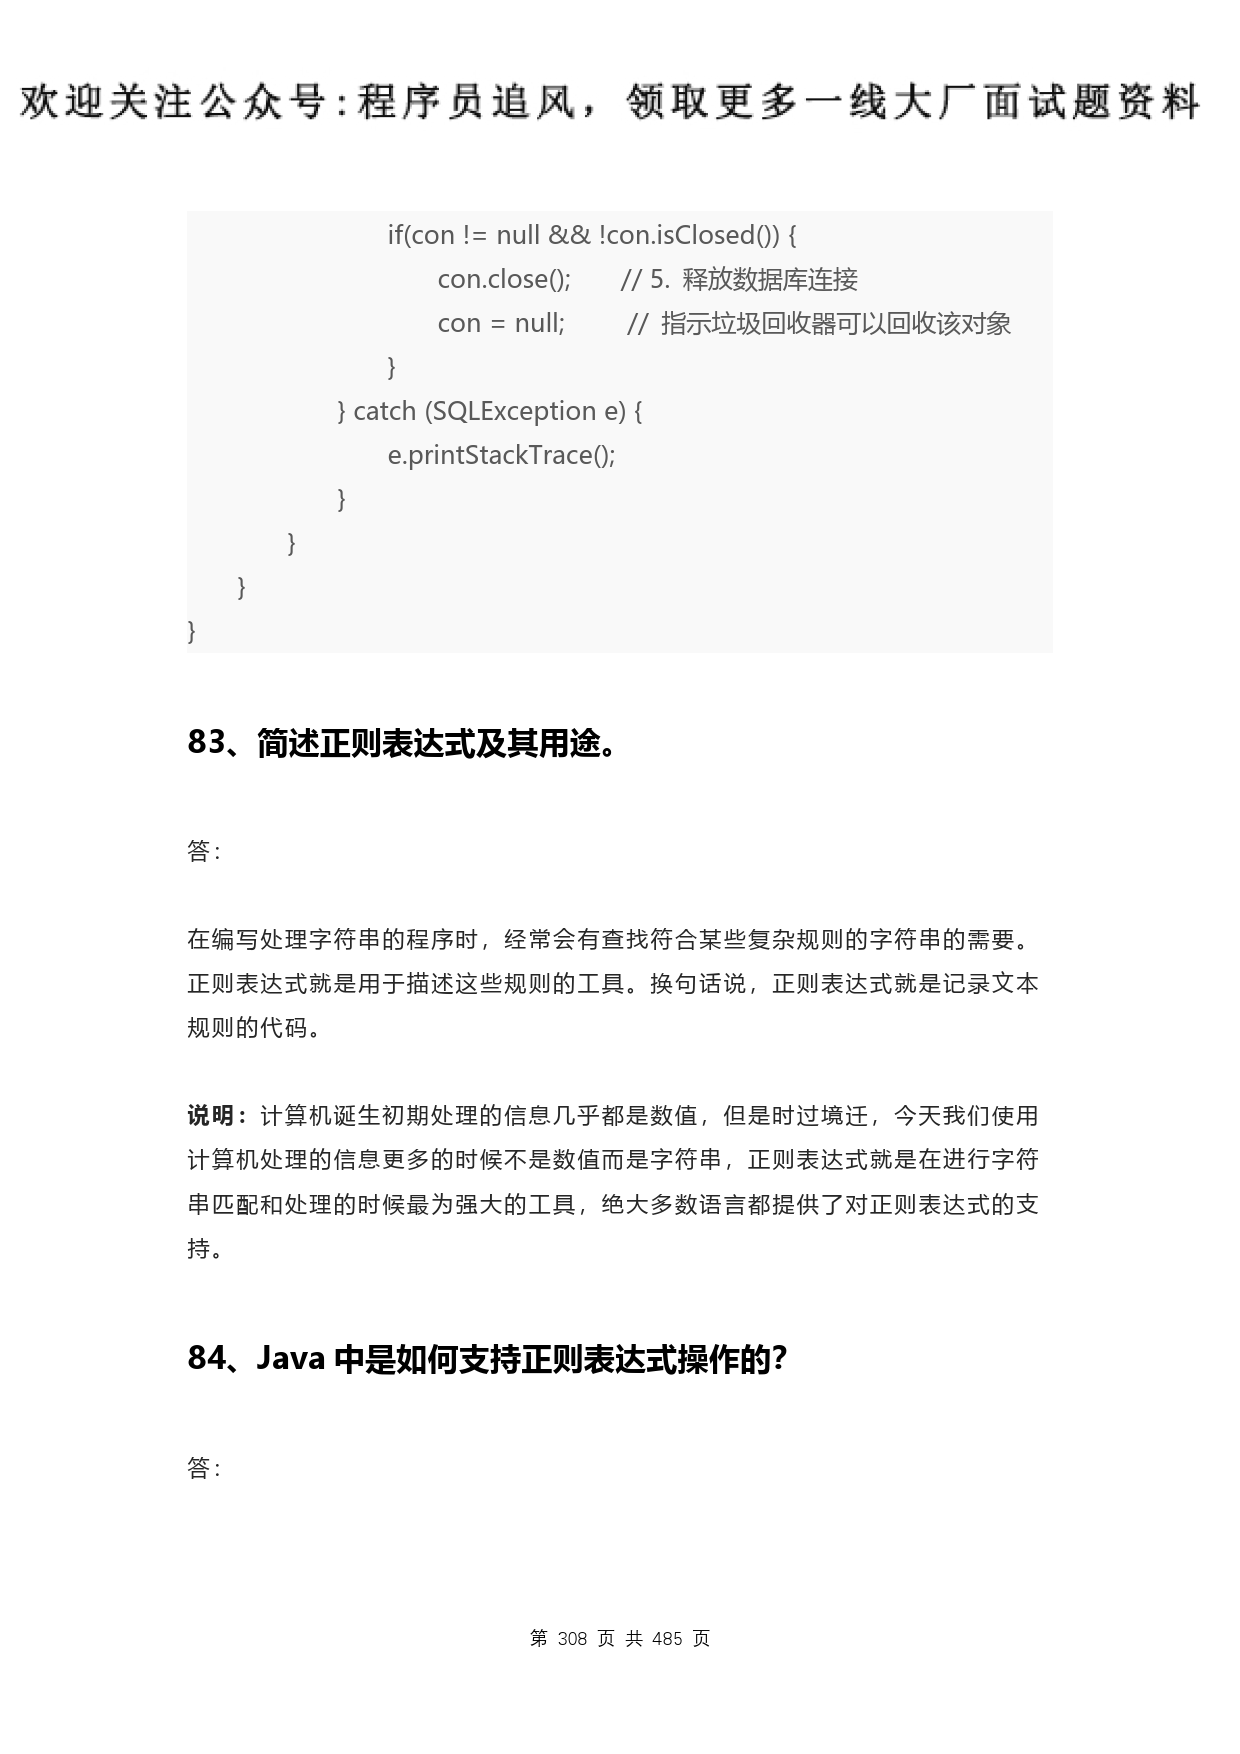 欢迎关注公众号:程序员追风，领取更多一线大厂面试题资料
if(con != null && !con.isClosed()) {
con.close(); // 5. 释放数据库连接
con = null; // 指示垃圾回收器可以回收该对象
}
} catch (SQLException e) {
e.printStackTrace();
}
}
}
}
83、简述正则表达式及其用途。
答：
在编写处理字符串的程序时，经常会有查找符合某些复杂规则的字符串的需要。
正则表达式就是用于描述这些规则的工具。换句话说，正则表达式就是记录文本
规则的代码。
说明：计算机诞生初期处理的信息几乎都是数值，但是时过境迁，今天我们使用
计算机处理的信息更多的时候不是数值而是字符串，正则表达式就是在进行字符
串匹配和处理的时候最为强大的工具，绝大多数语言都提供了对正则表达式的支
持。
84、Java 中是如何支持正则表达式操作的？
答：
第 308 页 共 485 页